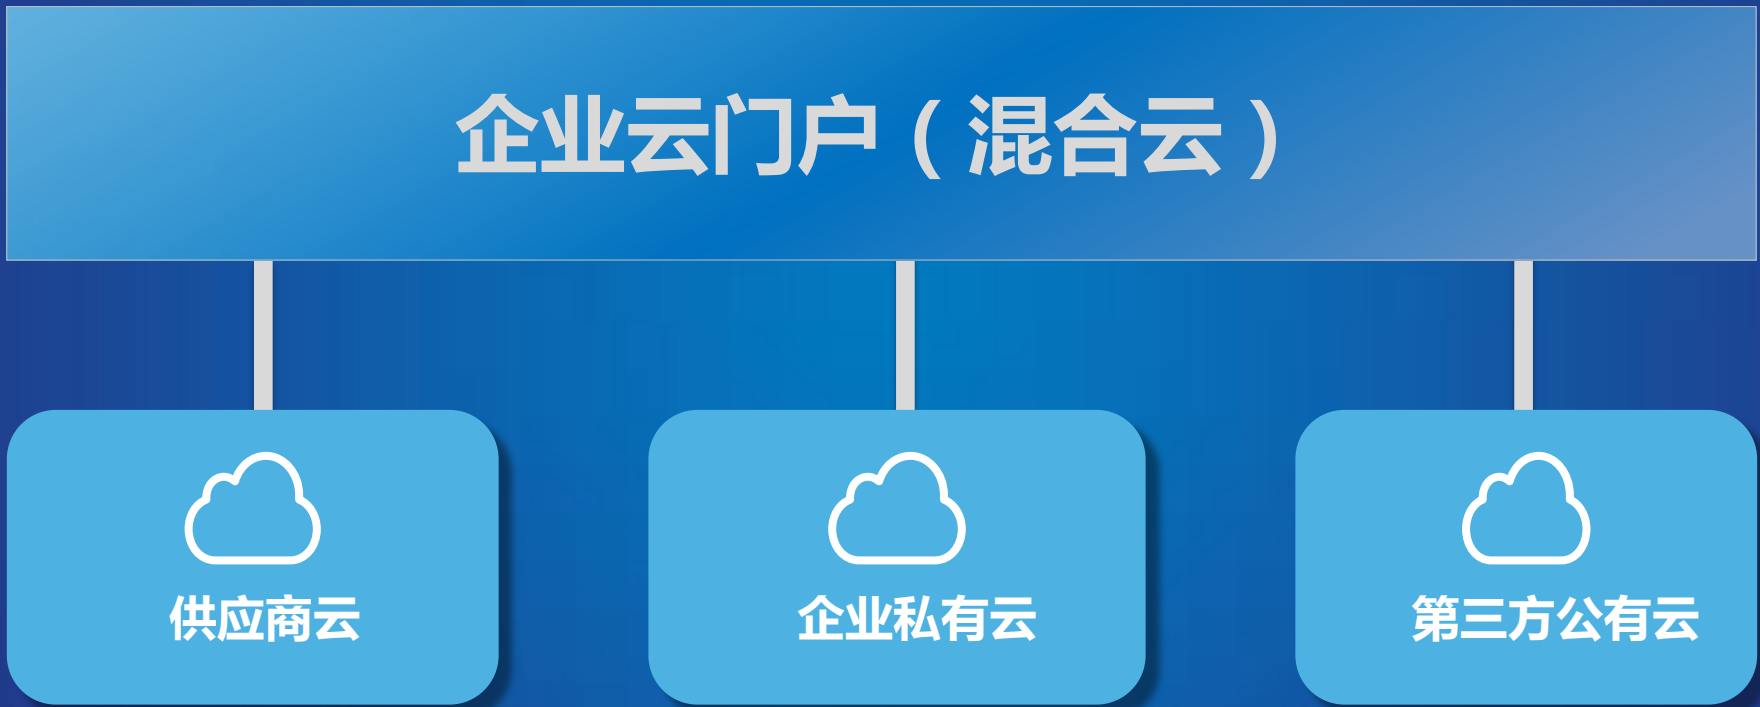 企业云门户（混合云）
供应商云
企业私有云
第三方公有云